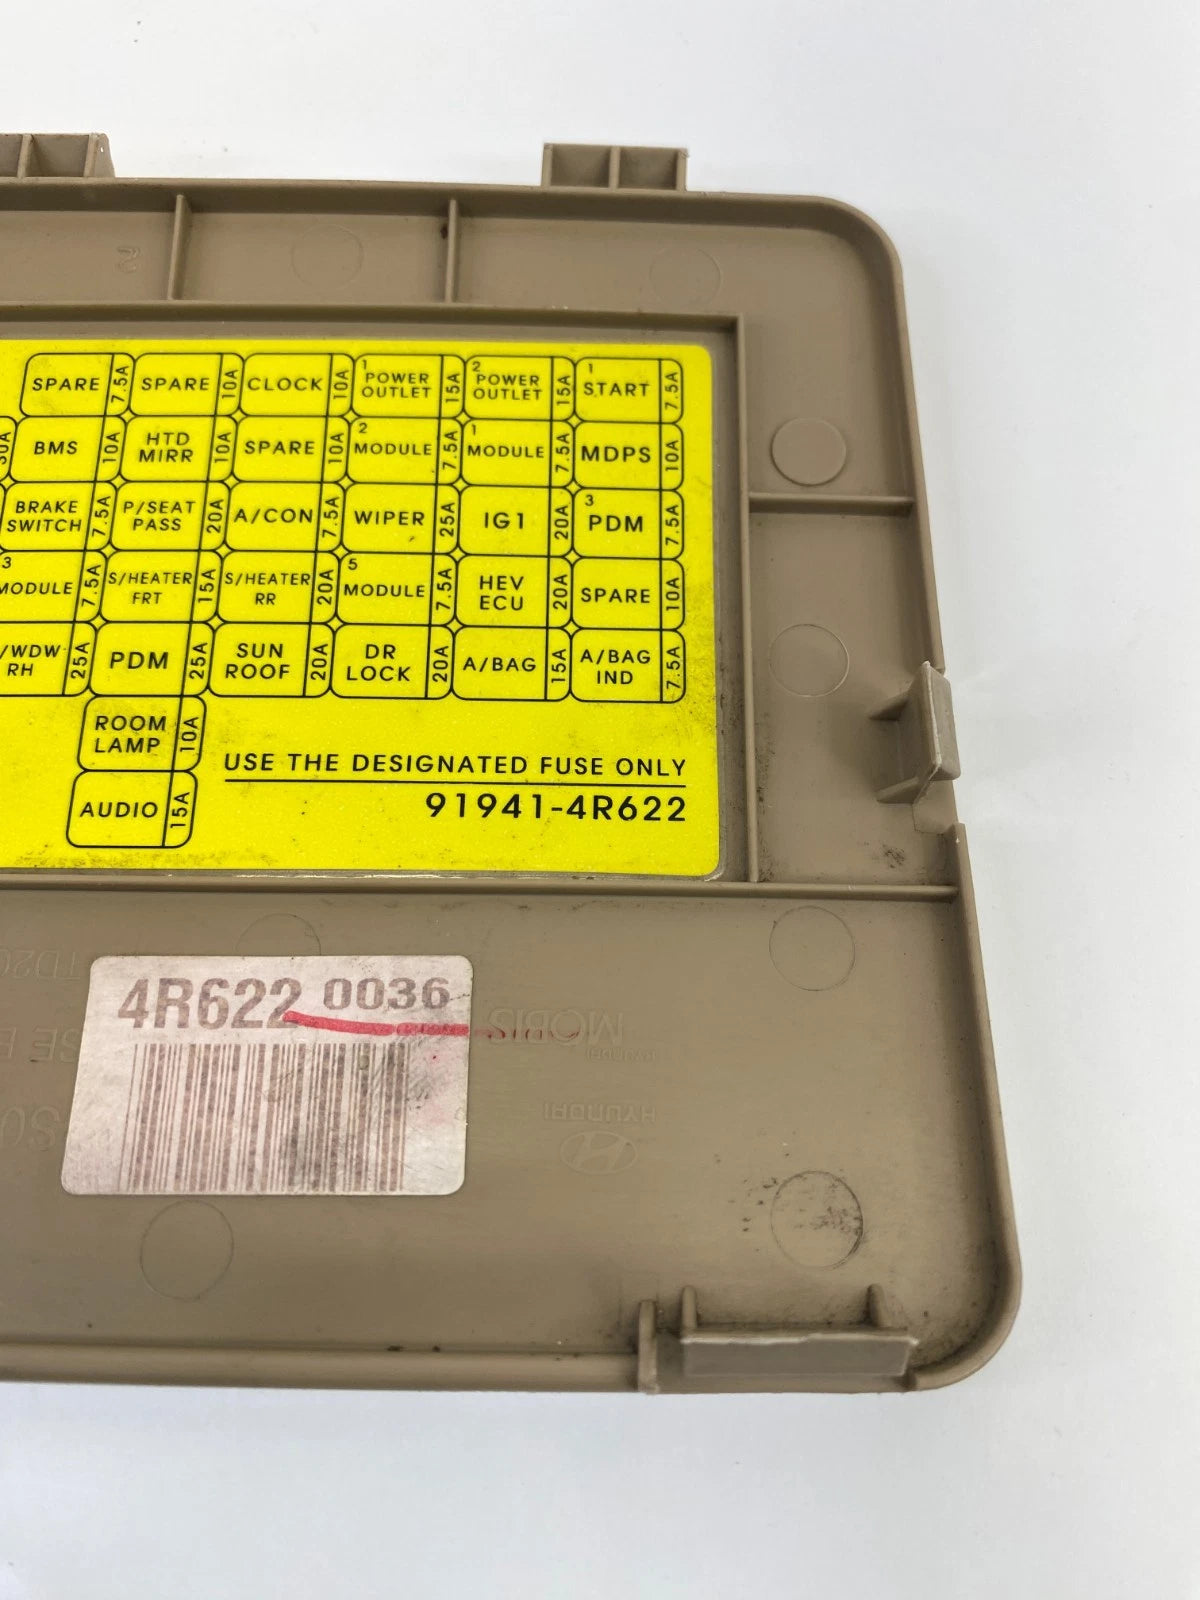 SPARE 7.5A SPARE 10A CLOCK 10A 1 POWER OUTLET 15A 2 POWER OUTLET 15A 1 START 7.5A
BMS 10A HTD MIRR 10A SPARE 10A 2 MODULE 7.5A 1 MODULE 7.5A MDPS 10A
BRAKE SWITCH 7.5A P/SEAT PASS 20A A/CON 7.5A WIPER 25A IG1 20A 3 PDM 7.5A
3 MODULE 7.5A S/HEATER FRT 15A S/HEATER RR 20A 5 MODULE 7.5A HEV ECU 20A SPARE 10A
/WDW RH 25A PDM 25A SUN ROOF 20A DR LOCK 20A A/BAG 15A A/BAG IND 7.5A
ROOM LAMP 10A
USE THE DESIGNATED FUSE ONLY
AUDIO 15A
91941-4R622
4R622 0036
MOBIS
HYUNDAI
HYUNDAI